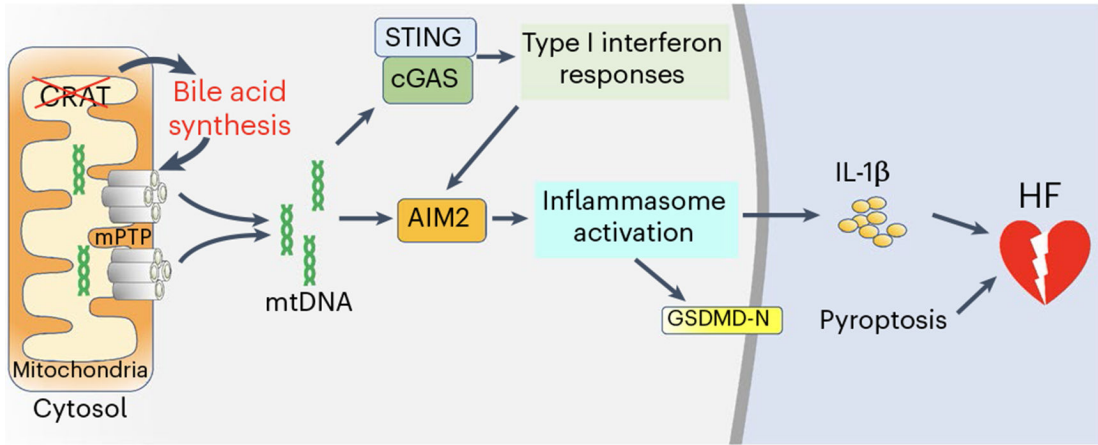 STING
cGAS
Type I interferon
responses
CRAT
Bile acid
synthesis
mPTP
mtDNA
AIM2
Inflammasome
activation
GSDMD-N
IL-1β
Pyroptosis
HF
Mitochondria
Cytosol